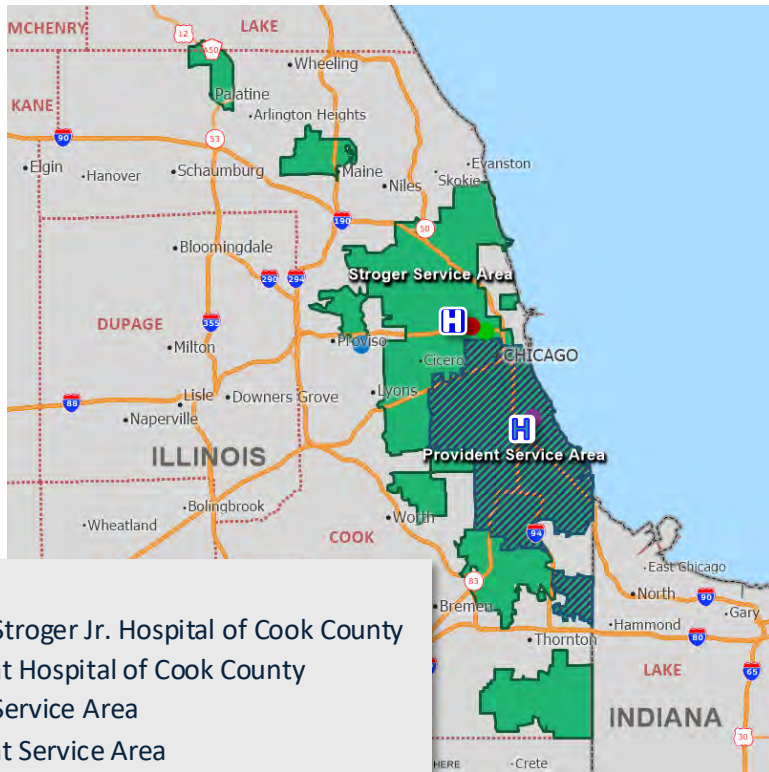 MCHENRY
LAKE
12
450
Wheeling
Palatine
KANE
Arlington Heights
90
53
Evanston
Elgin
Hanover
Schaumburg
Maine
Skokie
Niles
190
50
Bloomingdale
290
294
Stroger Service Area
355
DUPAGE
H
Proviso
Milton
Cicero
CHICAGO
Lyons
88
Lisle
Downers Grove
Naperville
H
ILLINOIS
Provident Service Area
Bolingbrook
Worth
Wheatland
COOK
94
East Chicago
83
North
90
Bremen
Gary
Stroger Jr. Hospital of Cook County
Hammond
80
Thornton
t Hospital of Cook County
LAKE
65
Service Area
INDIANA
t Service Area
30
HERE
Crete